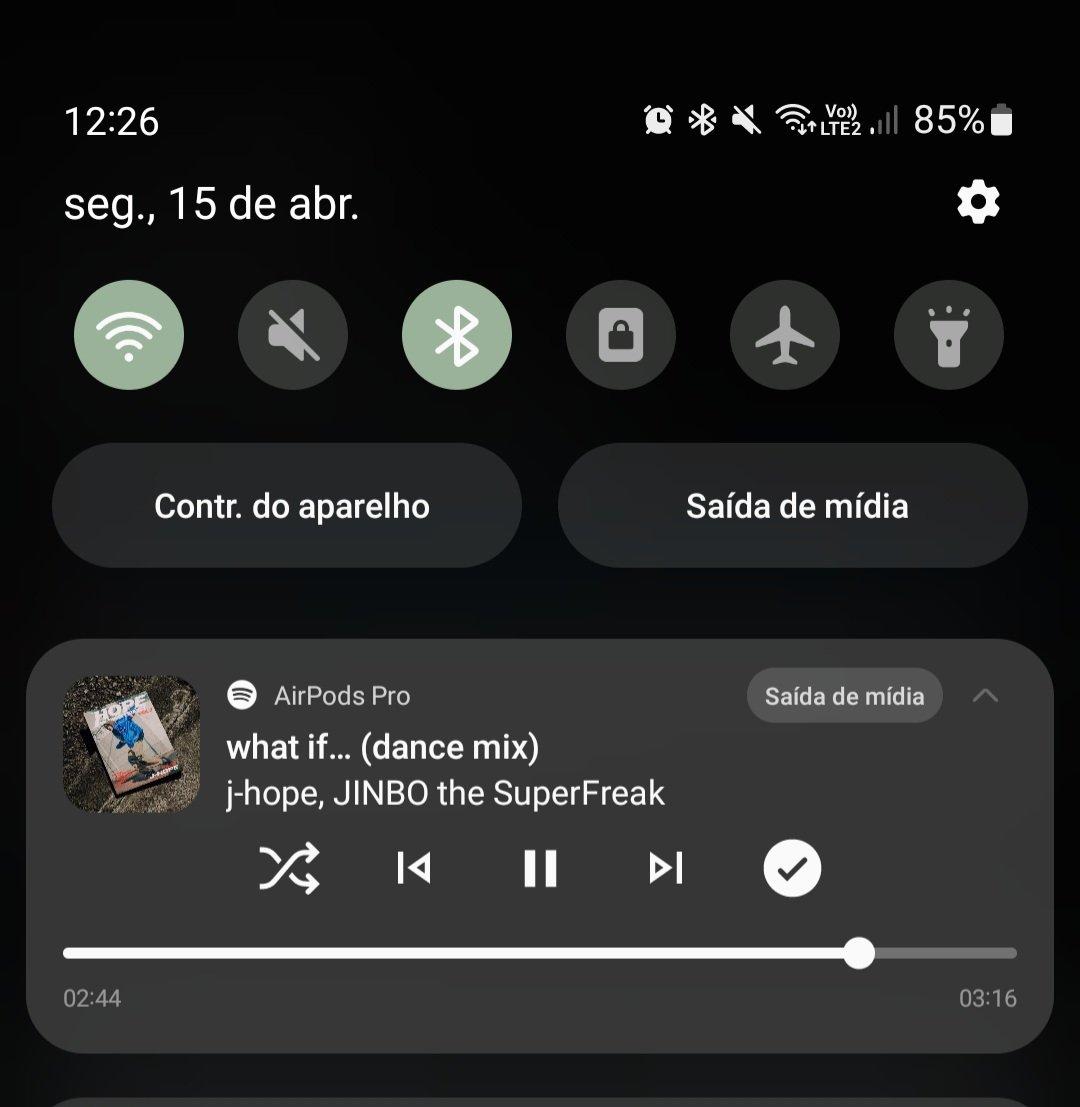 12:26 Vo)) LTE2 85%
seg., 15 de abr.
Contr. do aparelho
Saída de mídia
HOPE
AirPods Pro
Saída de mídia
what if... (dance mix)
j-hope, JINBO the SuperFreak
02:44
03:16